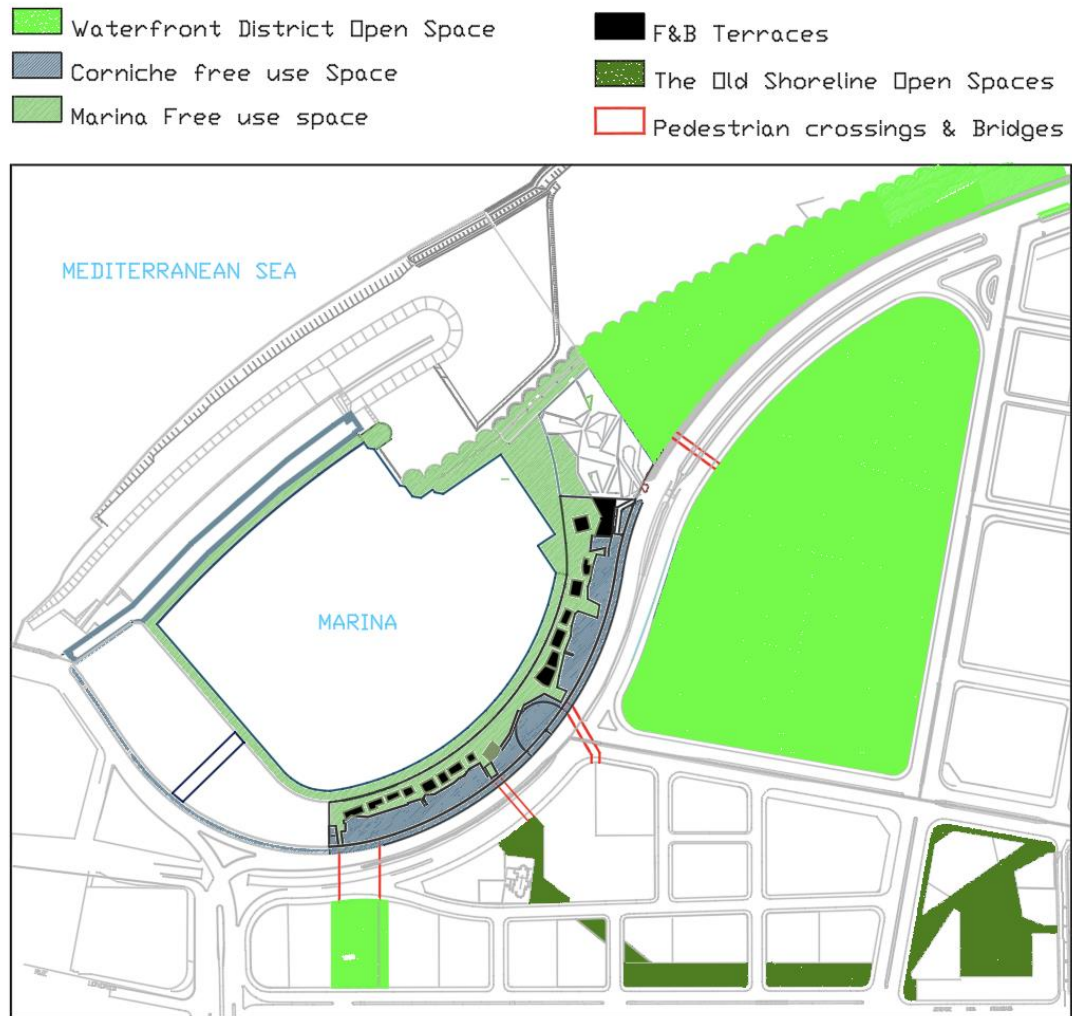 Waterfront District Open Space
Corniche free use Space
Marina Free use space
F&B Terraces
The Old Shoreline Open Spaces
Pedestrian crossings & Bridges
MEDITERRANEAN SEA
MARINA